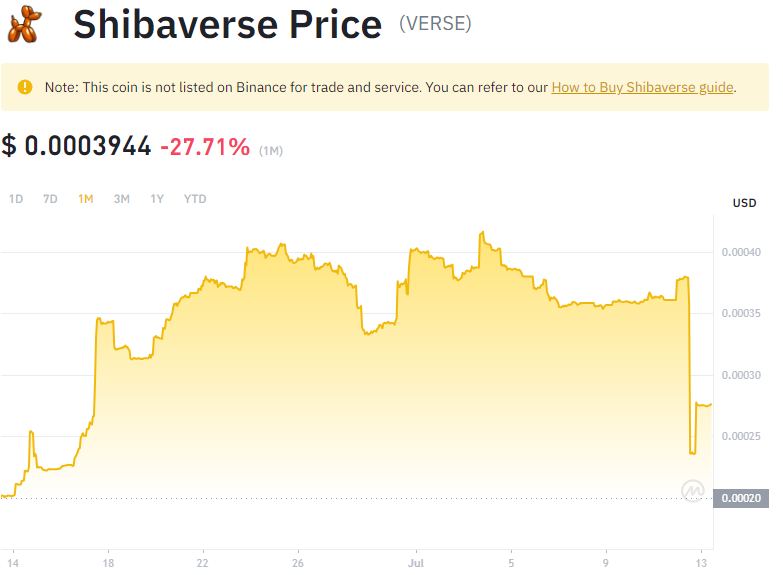 Shibaverse Price (VERSE)
Note: This coin is not listed on Binance for trade and service. You can refer to our How to Buy Shibaverse guide.
$ 0.0003944 -27.71% (1M)
1D 7D 1M 3M 1Y YTD
USD
0.00040
0.00035
0.00030
0.00025
0.00020
14 18 22 26 Jul 5 9 13